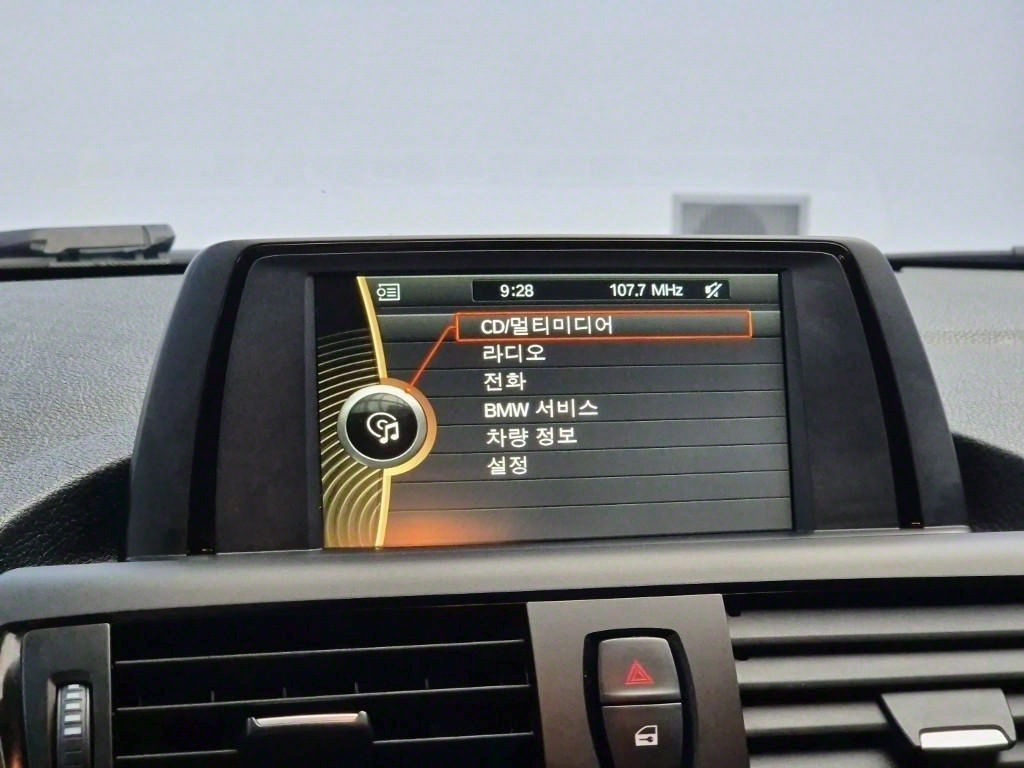 9:28 107.7 MHz
CD/멀티미디어
라디오
전화
BMW 서비스
차량 정보
설정